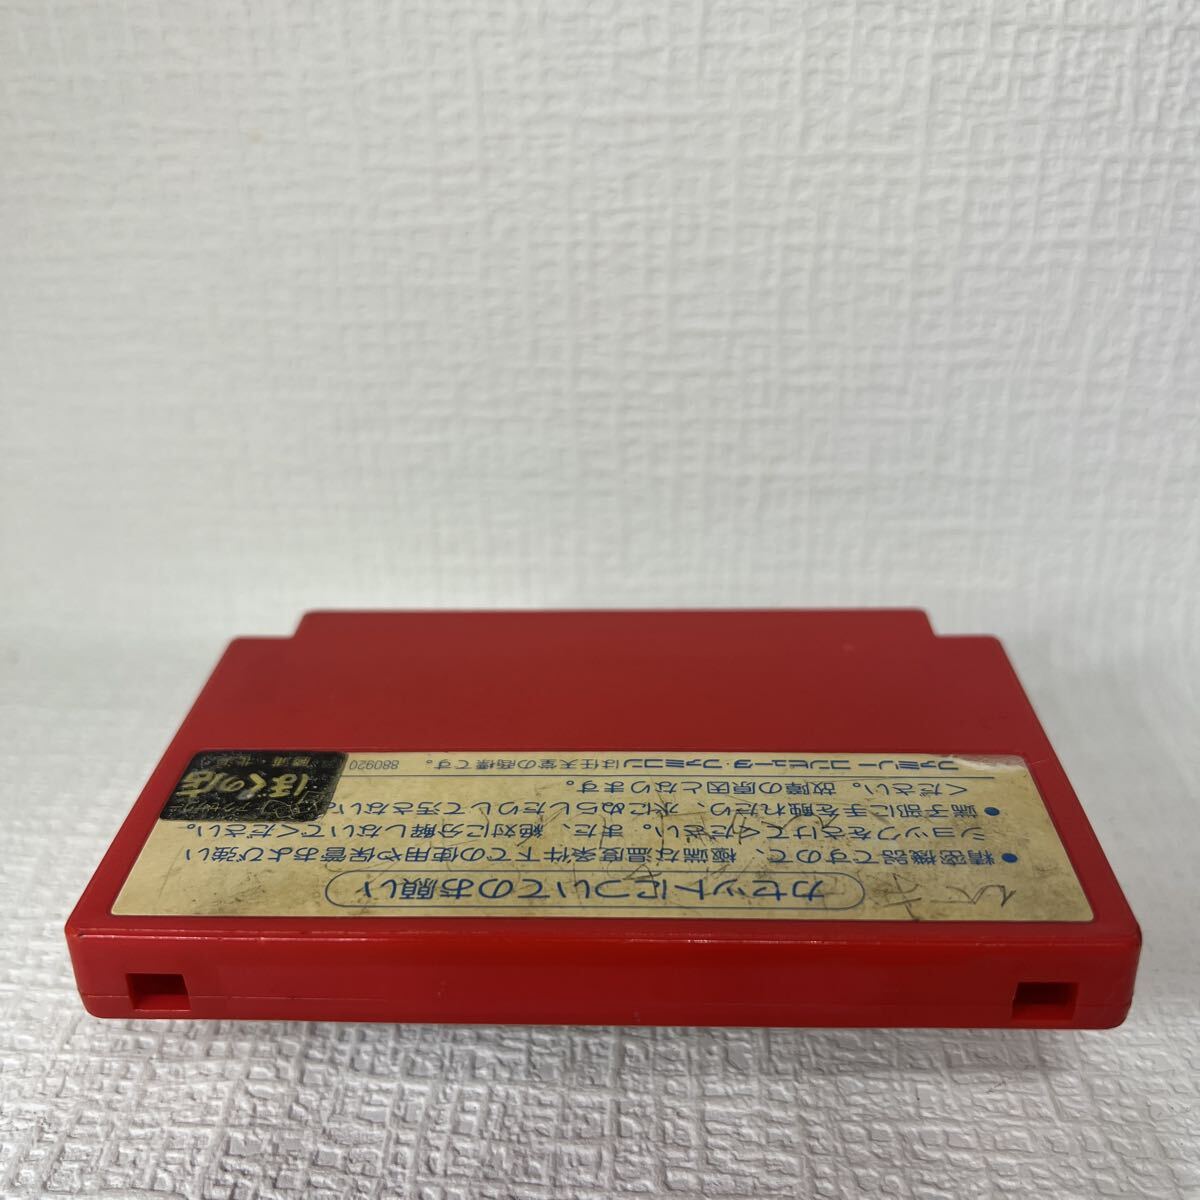 カセットについてのお願い
●精密機器ですので、極端な温度条件下での使用や保管および強い
ショックをさけてください。また、絶対に分解しないでください。
●端子部に手を触れたり、水にぬらしたりして汚さない
ください。故障の原因となります。
ファミリーコンピュータ・ファミコンは任天堂の商標です。 880920
ぼくの店